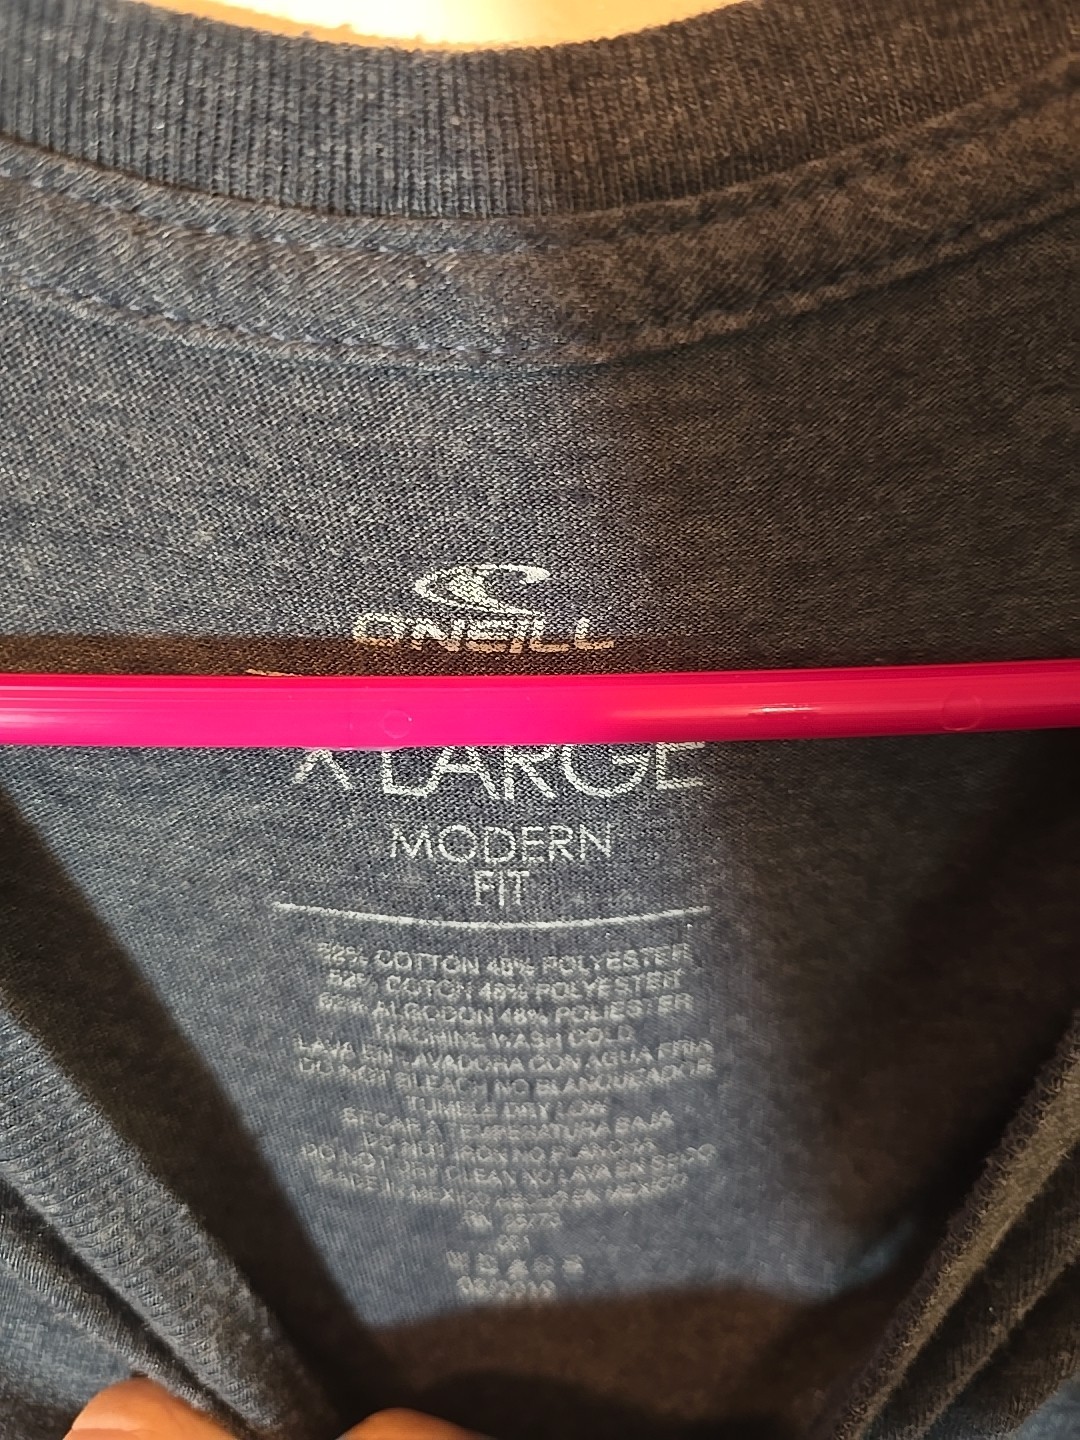 O'NEILL
X-LARGE
MODERN
FIT
52% COTTON 48% POLYESTER
52% COTON 48% POLYESTER
52% ALGODON 48% POLIESTER
MACHINE WASH COLD
LAVA EN LAVADORA CON AGUA FRIA
DO NOT BLEACH NO BLANQUEADOR
TUMBLE DRY LOW
SECAR A TEMPERATURA BAJA
DO NOT IRON NO PLANCHA
DO NOT DRY CLEAN NO LAVA EN SECO
MADE IN MEXICO HECHO EN MEXICO